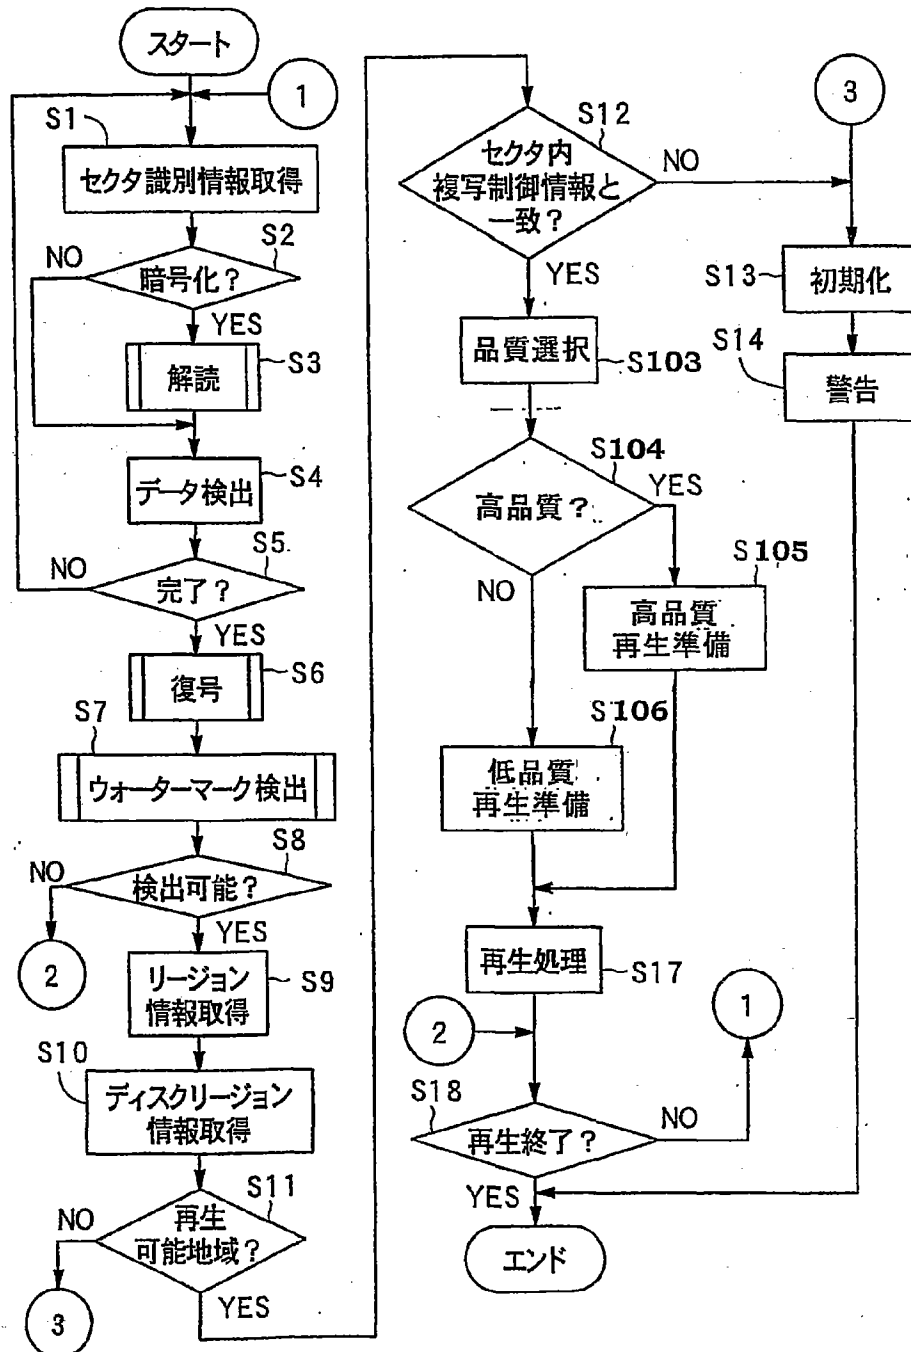 スタート
1
S1
セクタ識別情報取得
S2
NO
暗号化?
YES
解読
S3
データ検出
S4
S5
NO
完了?
YES
復号
S6
S7
ウォーターマーク検出
S8
NO
検出可能?
YES
2
リージョン
情報取得
S9
S10
ディスクリージョン
情報取得
S11
NO
再生
可能地域?
YES
3
S12
セクタ内
複写制御情報と
一致?
NO
YES
3
S13
初期化
S14
警告
品質選択
S103
S104
高品質?
YES
NO
S105
高品質
再生準備
S106
低品質
再生準備
再生処理
S17
2
1
S18
再生終了?
NO
YES
エンド